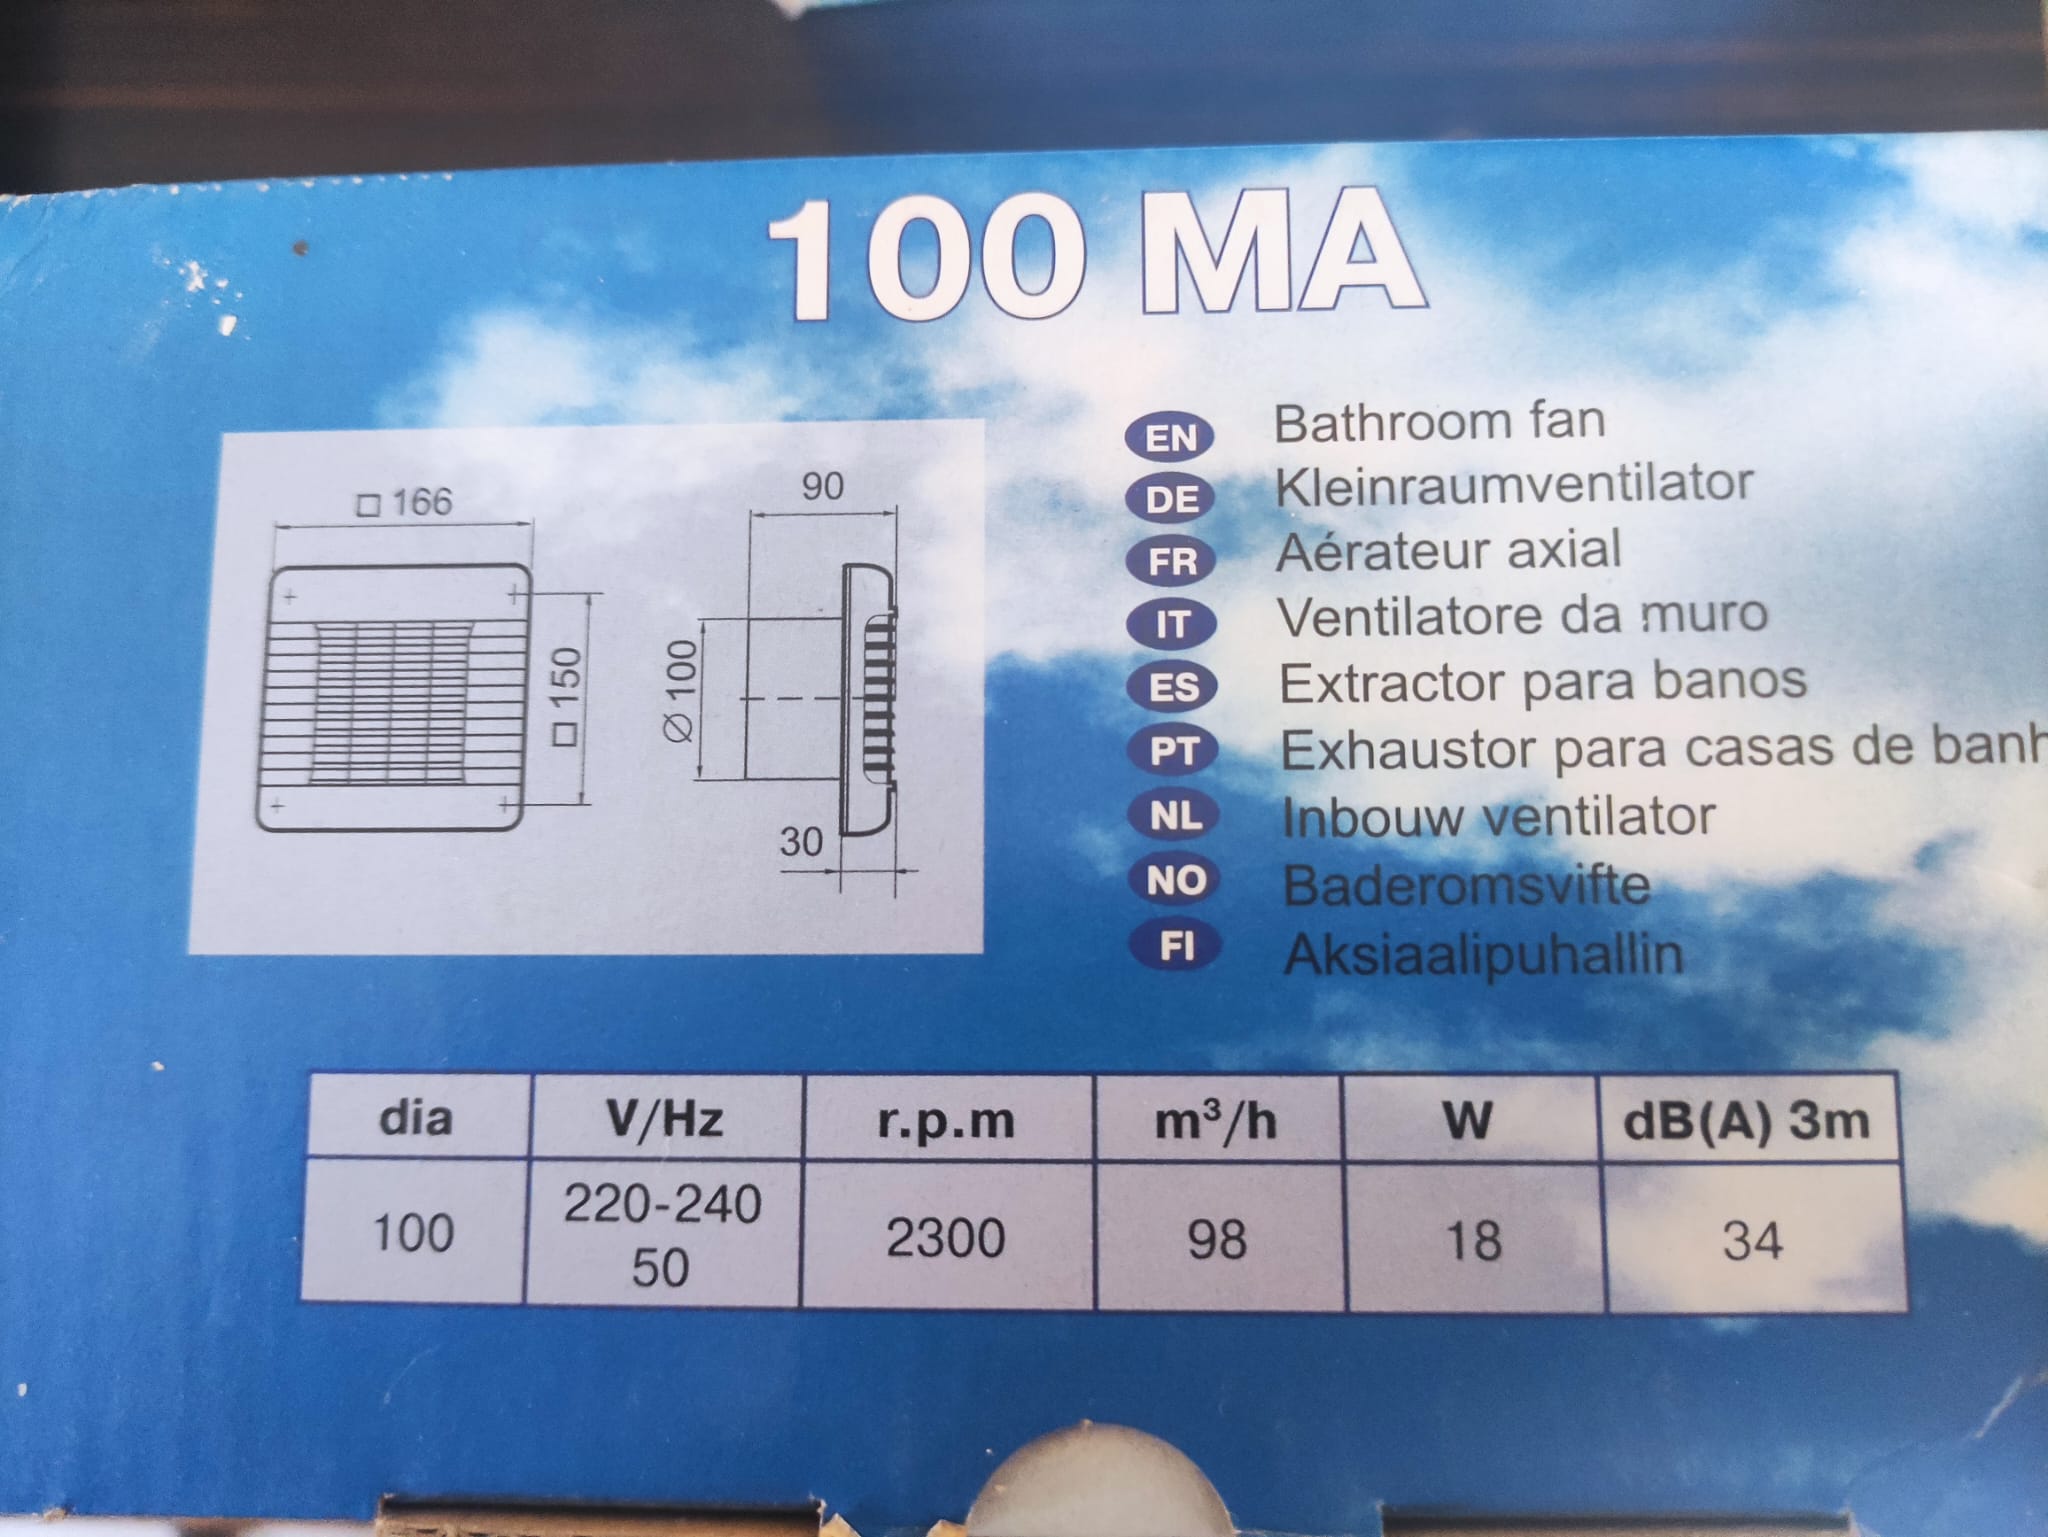 100 MA
EN Bathroom fan
DE Kleinraumventilator
FR Aérateur axial
IT Ventilatore da muro
ES Extractor para banos
PT Exhaustor para casas de
NL Inbouw ventilator
NO Baderomsvifte
FI Aksiaalipuhallin
□ 166
90
□ 150
Ø 100
30
dia V/Hz r.p.m m³/h W dB(A) 3m
100 220-240 50 2300 98 18 34